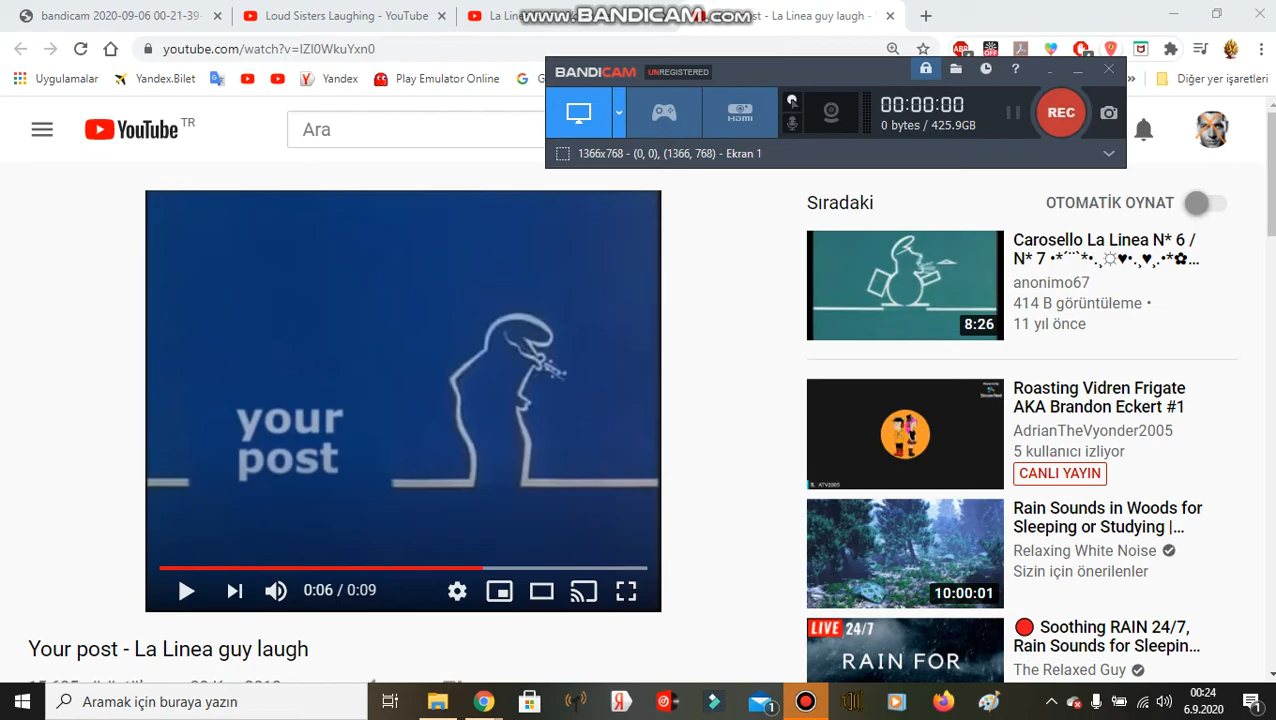 bandicam 2020-09-06 00-21-39-
Loud Sisters Laughing - YouTube
La Line
www.BANDICAM.com
st - La Linea guy laugh -
youtube.com/watch?v=IZI0WkuYxn0
Uygulamalar
Yandex.Bilet
Yandex
Play Emulator Online
G
Diğer yer işaretleri
BANDICAM UNREGISTERED
HDMI
00:00:00
0 bytes / 425.9GB
REC
1366x768 - (0, 0), (1366, 768) - Ekran 1
YouTube TR
Ara
your
post
0:06 / 0:09
Your post - La Linea guy laugh
Sıradaki
OTOMATİK OYNAT
8:26
Carosello La Linea N* 6 /
N* 7 •*´¨`*•.¸☼♥•.¸♥¸.•*✿...
anonimo67
414 B görüntüleme •
11 yıl önce
Roasting Vidren Frigate
AKA Brandon Eckert #1
AdrianTheVyonder2005
5 kullanıcı izliyor
CANLI YAYIN
10:00:01
Rain Sounds in Woods for
Sleeping or Studying |...
Relaxing White Noise
Sizin için önerilenler
LIVE 24/7
RAIN FOR
Soothing RAIN 24/7,
Rain Sounds for Sleepin...
The Relaxed Guy
Aramak için buraya yazın
1
00:24
6.9.2020
1